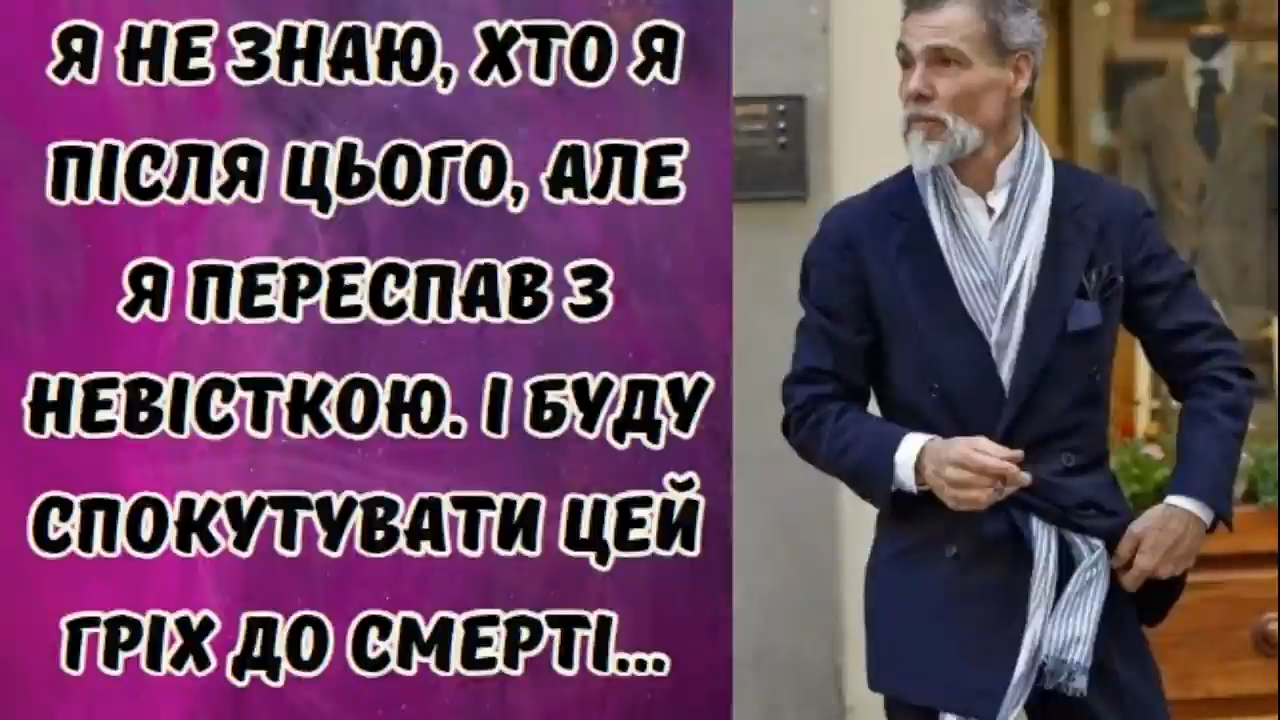 Я НЕ ЗНАЮ, ХТО Я
ПІСЛЯ ЦЬОГО, АЛЕ
Я ПЕРЕСПАВ З
НЕВІСТКОЮ. І БУДУ
СПОКУТУВАТИ ЦЕЙ
ГРІХ ДО СМЕРТІ...